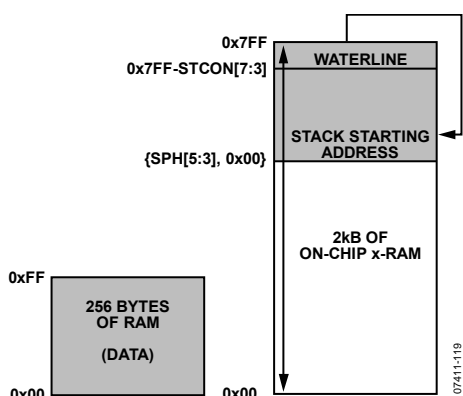 0x7FF
WATERLINE
0x7FF-STCON[7:3]
STACK STARTING
ADDRESS
{SPH[5:3], 0x00}
2kB OF
ON-CHIP x-RAM
0xFF
256 BYTES
OF RAM
(DATA)
0x00
0x00
07411-119